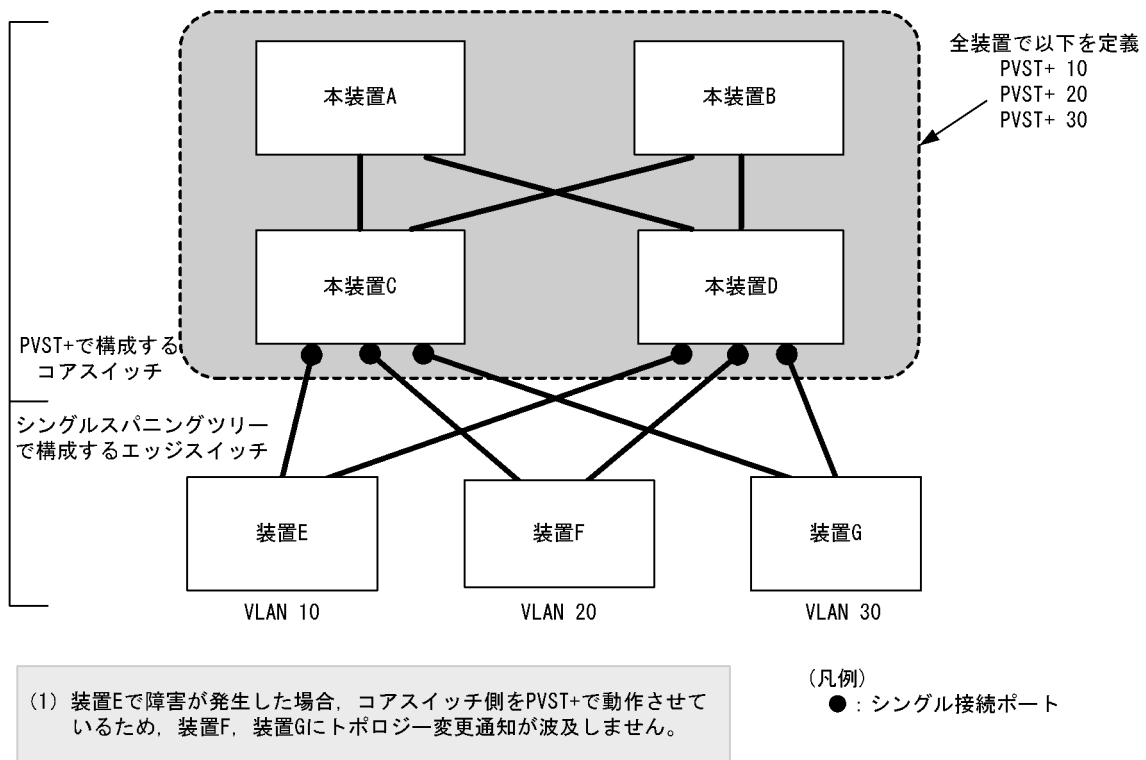 全装置で以下を定義
PVST+ 10
PVST+ 20
PVST+ 30
本装置A
本装置B
本装置C
本装置D
PVST+で構成する
コアスイッチ
シングルスパニングツリー
で構成するエッジスイッチ
装置E
装置F
装置G
VLAN 10
VLAN 20
VLAN 30
(1) 装置Eで障害が発生した場合，コアスイッチ側をPVST+で動作させて
いるため，装置F，装置Gにトポロジー変更通知が波及しません。
(凡例)
●：シングル接続ポート